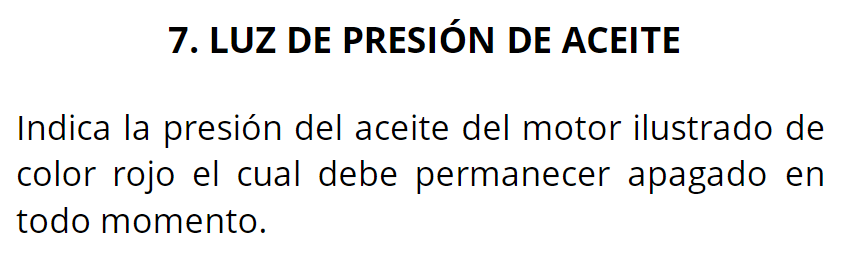 7. LUZ DE PRESIÓN DE ACEITE
Indica la presión del aceite del motor ilustrado de
color rojo el cual debe permanecer apagado en
todo momento.